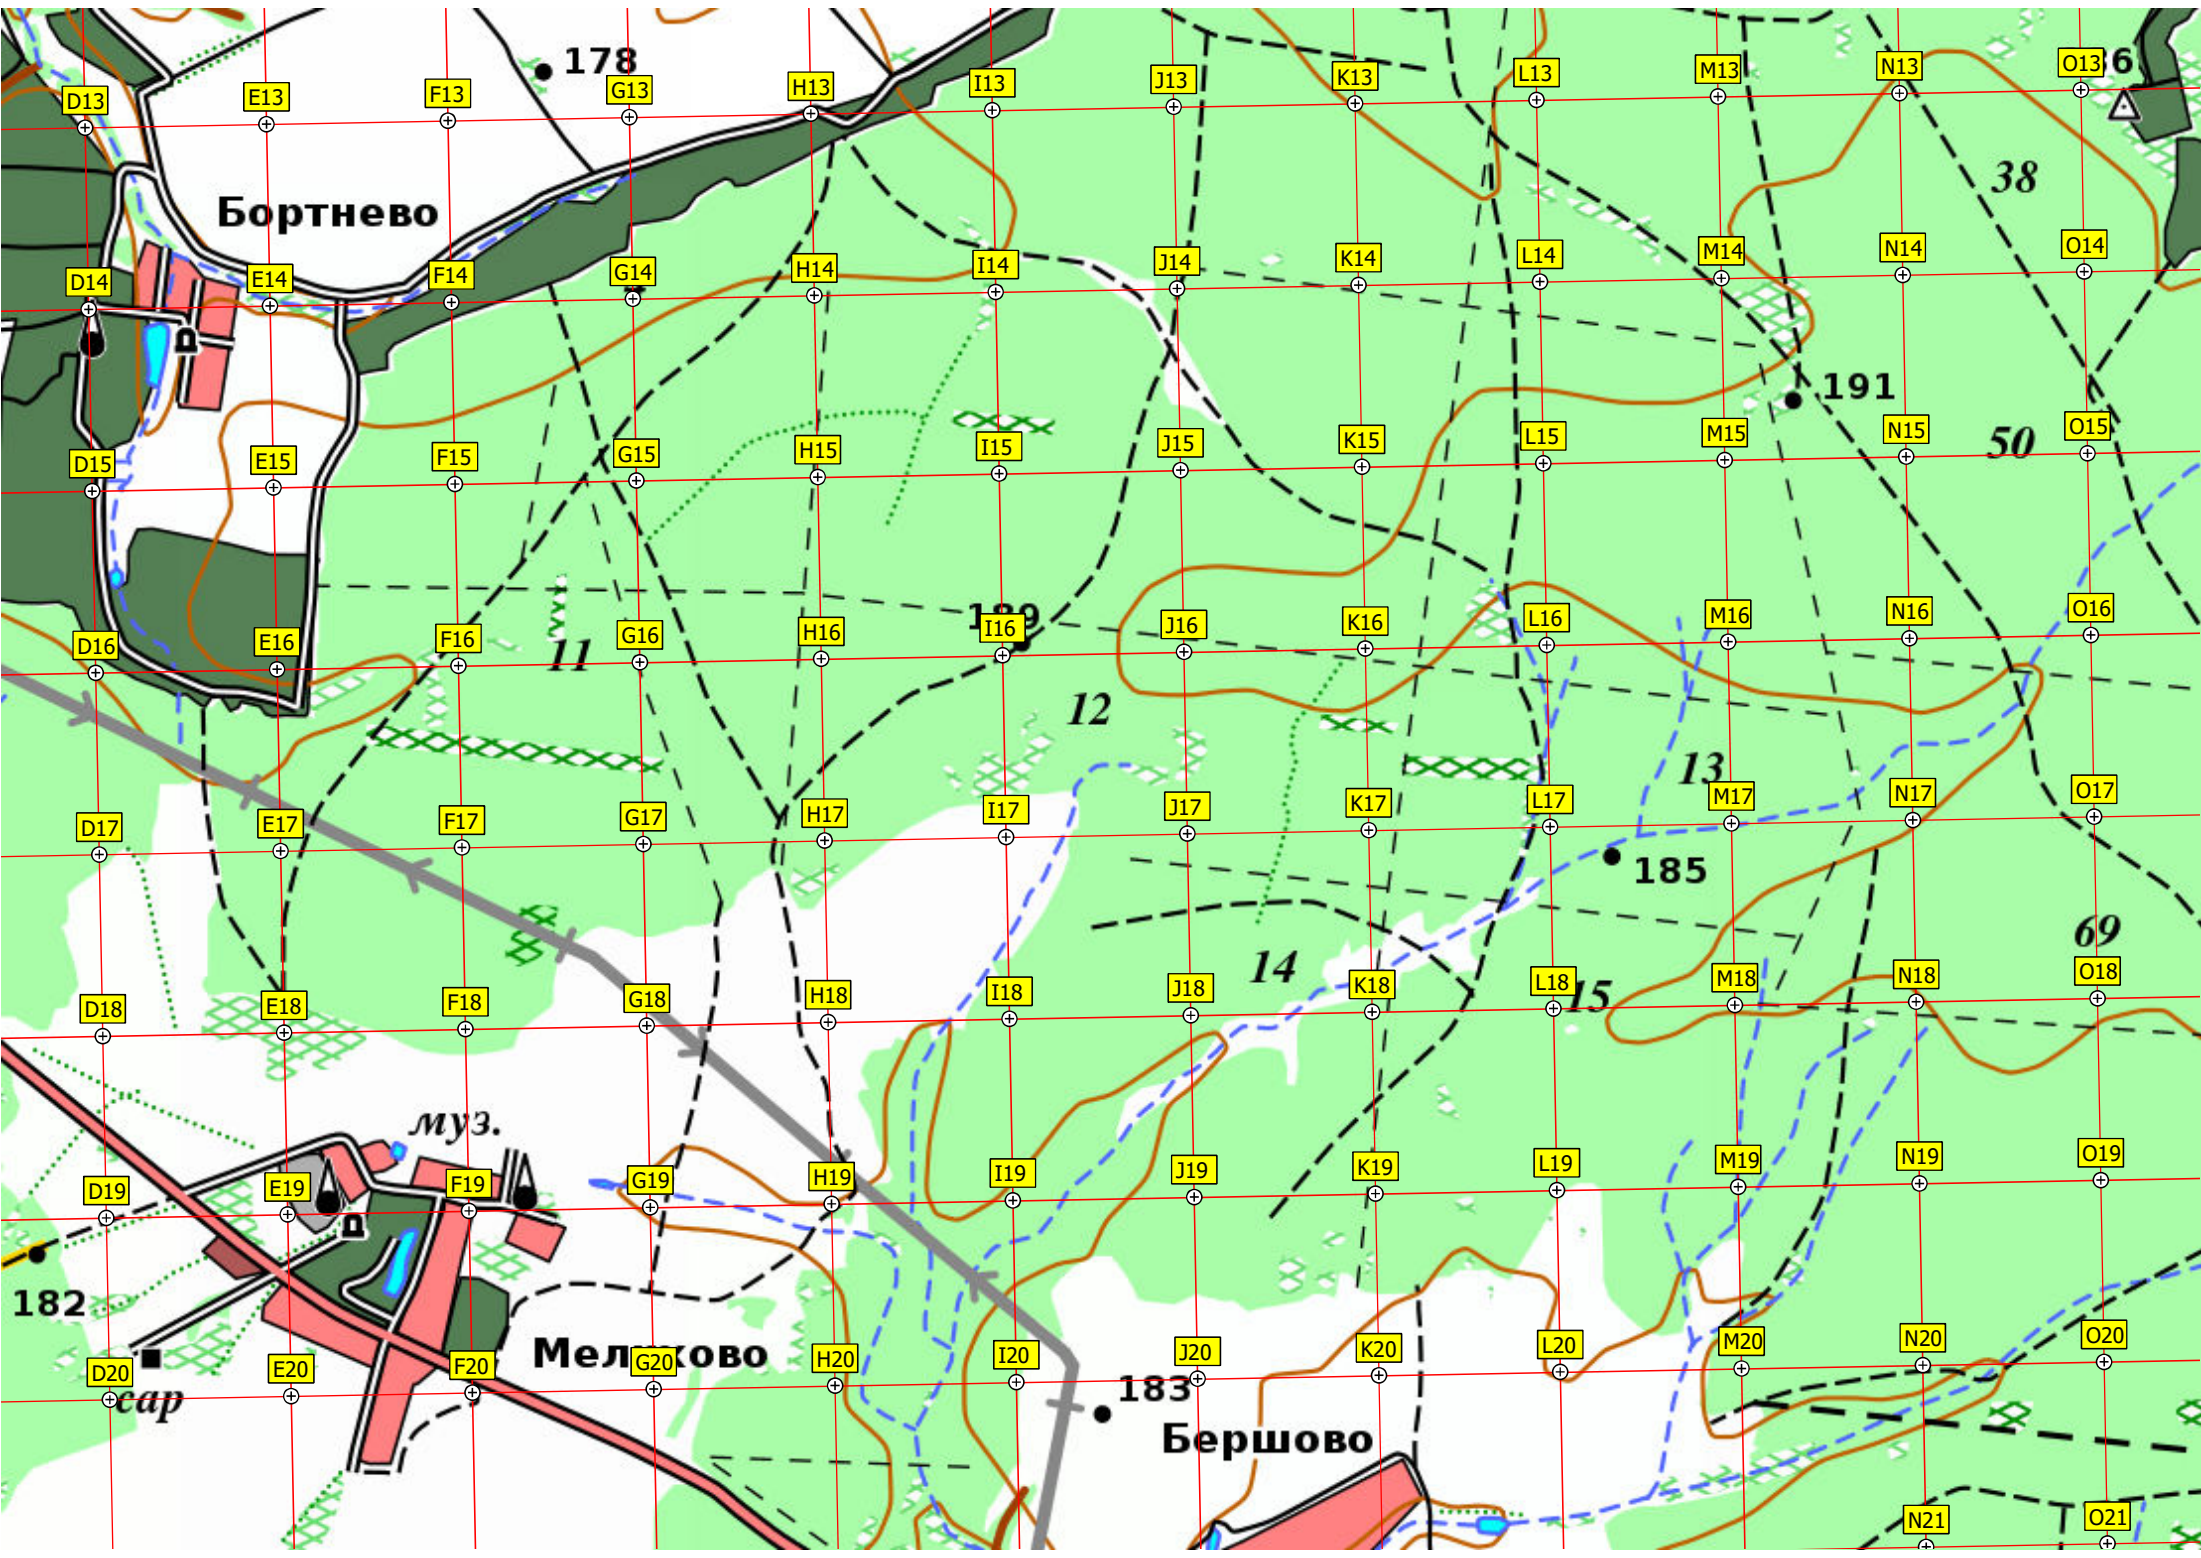 178
36
D13 E13 F13 G13 H13 I13 J13 K13 L13 M13 N13 O13
38
Бортнево
D14 E14 F14 G14 H14 I14 J14 K14 L14 M14 N14 O14
191
50
D15 E15 F15 G15 H15 I15 J15 K15 L15 M15 N15 O15
189
D16 E16 F16 G16 H16 I16 J16 K16 L16 M16 N16 O16
11
12
13
D17 E17 F17 G17 H17 I17 J17 K17 L17 M17 N17 O17
185
69
14
15
D18 E18 F18 G18 H18 I18 J18 K18 L18 M18 N18 O18
муз.
D19 E19 F19 G19 H19 I19 J19 K19 L19 M19 N19 O19
182
D20 E20 F20 G20 H20 I20 J20 K20 L20 M20 N20 O20
183
сар
Бершово
N21 O21